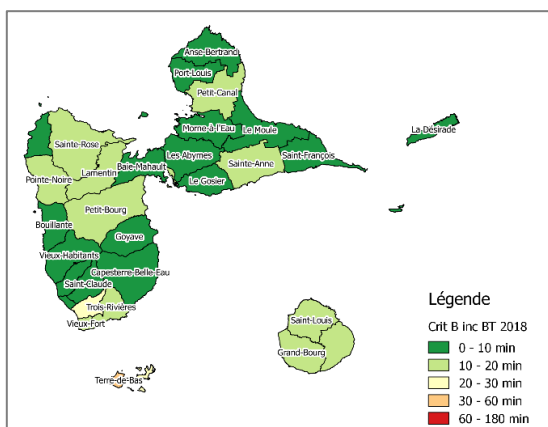 Anse-Bertrand
Port-Louis
Petit-Canal
Morne-à-l'Eau
Le Moule
La Désirade
Sainte-Rose
Les Abymes
Saint-François
Baie-Mahault
Sainte-Anne
Lamentin
Pointe-Noire
Le Gosier
Petit-Bourg
Bouillante
Goyave
Vieux-Habitants
Capesterre-Belle-Eau
Saint-Claude
Trois-Rivières
Vieux-Fort
Saint-Louis
Grand-Bourg
Terre-de-Bas
Légende
Crit B inc BT 2018
0 - 10 min
10 - 20 min
20 - 30 min
30 - 60 min
60 - 180 min